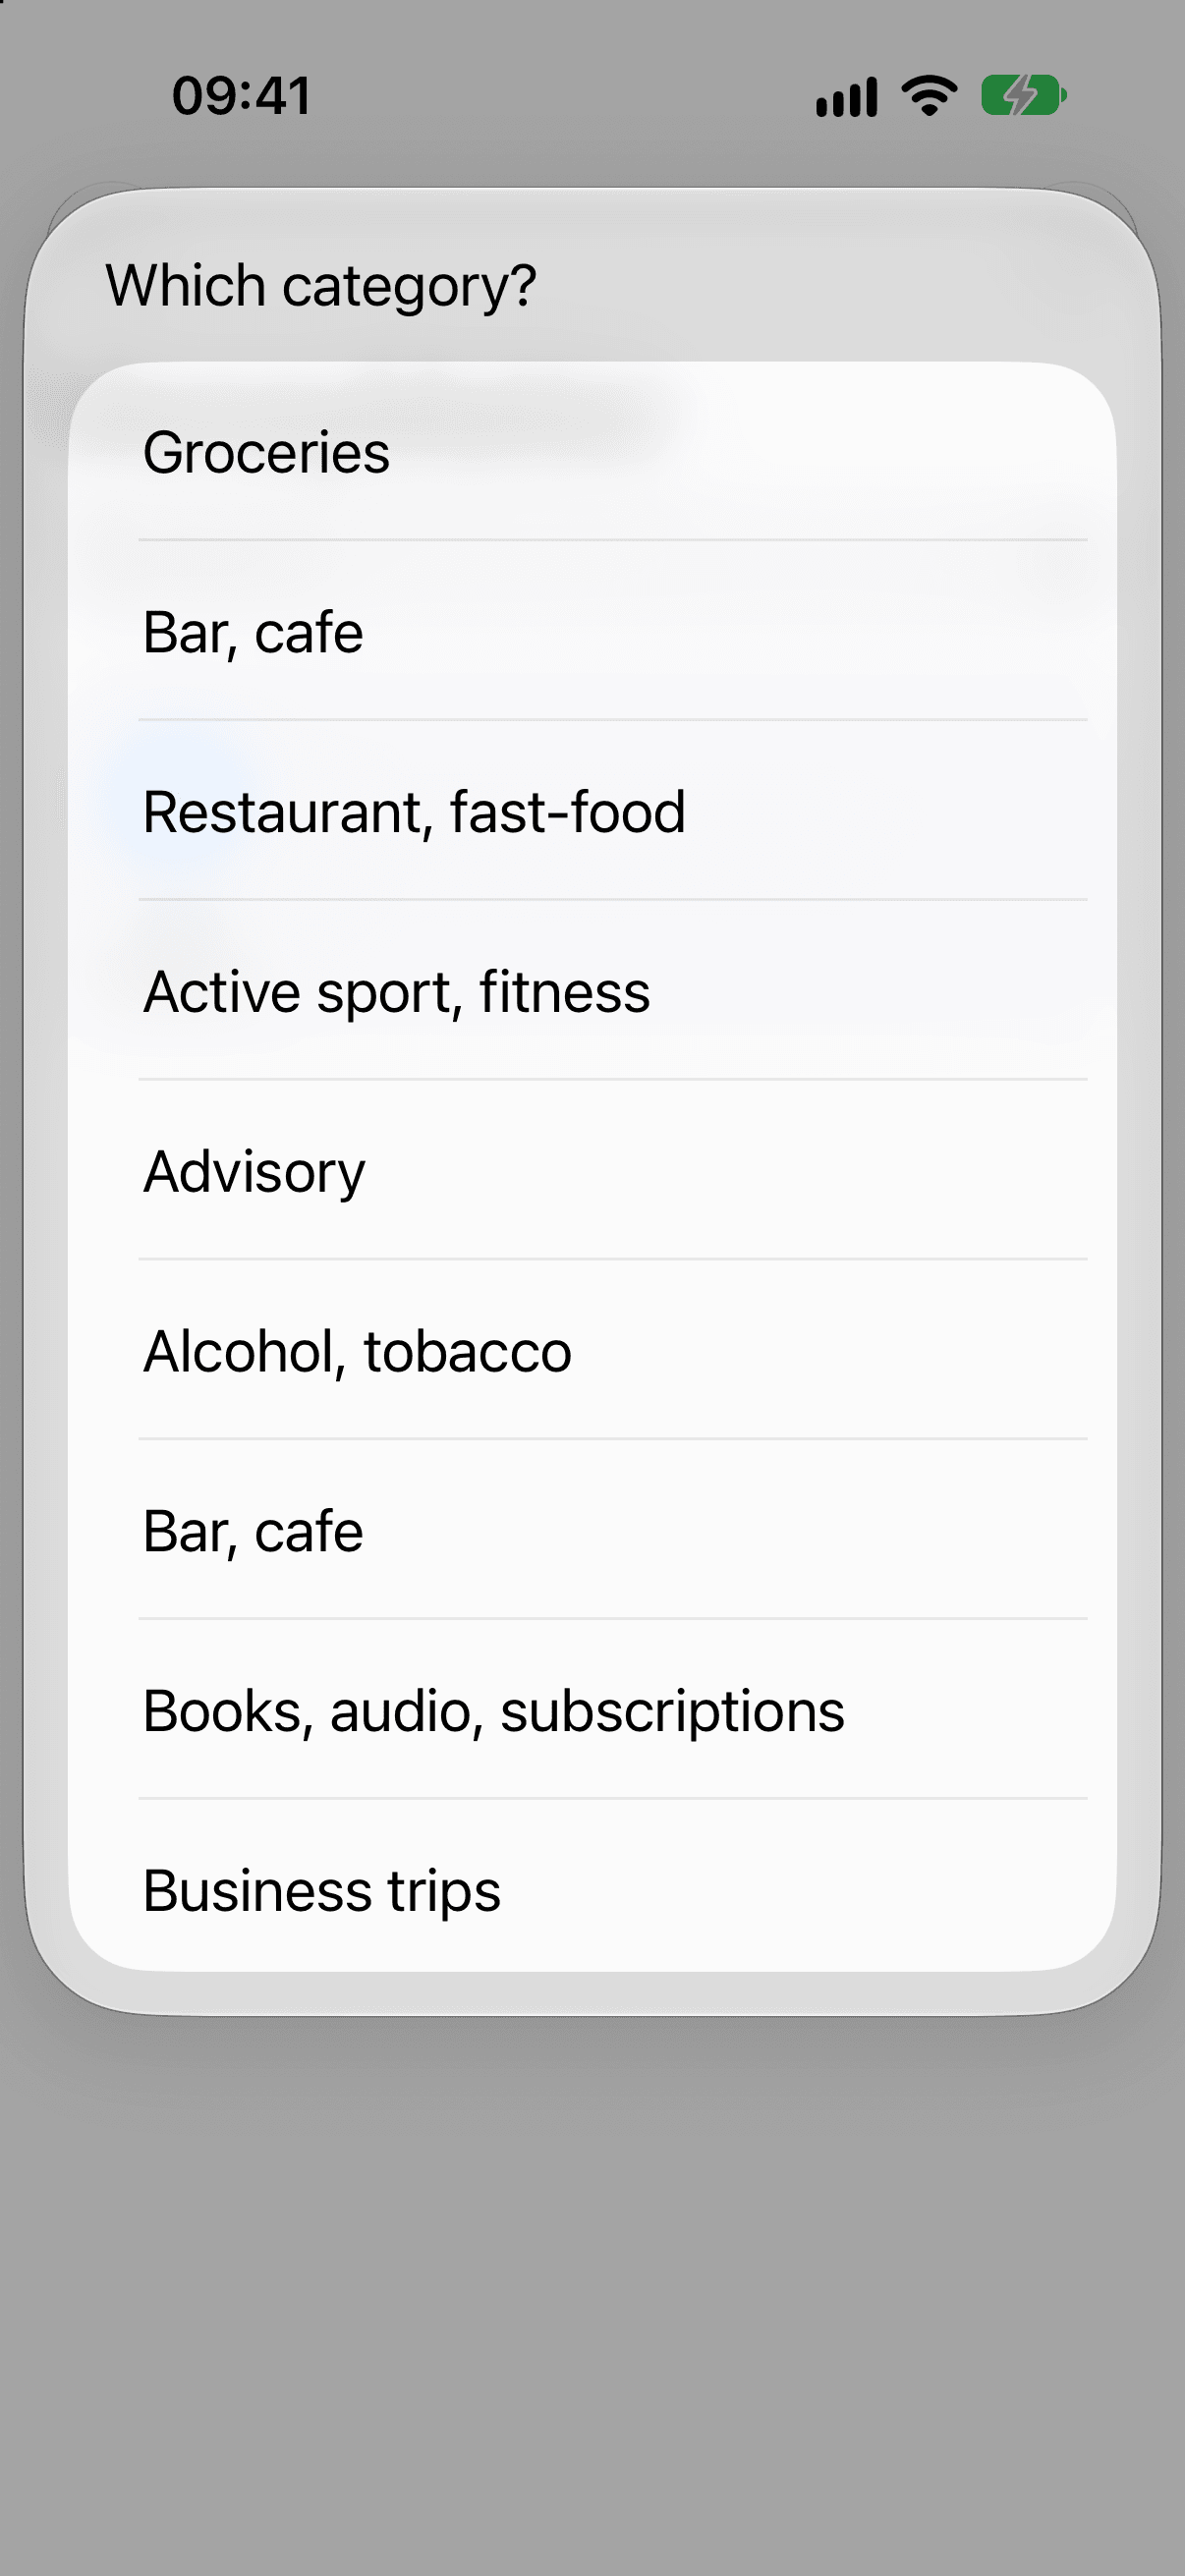 09:41
Which category?
Groceries
Bar, cafe
Restaurant, fast-food
Active sport, fitness
Advisory
Alcohol, tobacco
Bar, cafe
Books, audio, subscriptions
Business trips